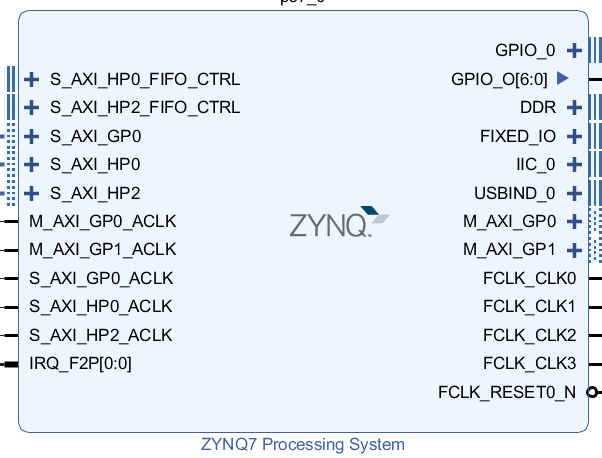 GPIO_0
S_AXI_HP0_FIFO_CTRL
GPIO_O[6:0]
S_AXI_HP2_FIFO_CTRL
DDR
S_AXI_GP0
FIXED_IO
S_AXI_HP0
IIC_0
S_AXI_HP2
USBIND_0
M_AXI_GP0_ACLK
ZYNQ
M_AXI_GP0
M_AXI_GP1_ACLK
M_AXI_GP1
S_AXI_GP0_ACLK
FCLK_CLK0
S_AXI_HP0_ACLK
FCLK_CLK1
S_AXI_HP2_ACLK
FCLK_CLK2
IRQ_F2P[0:0]
FCLK_CLK3
FCLK_RESET0_N
ZYNQ7 Processing System